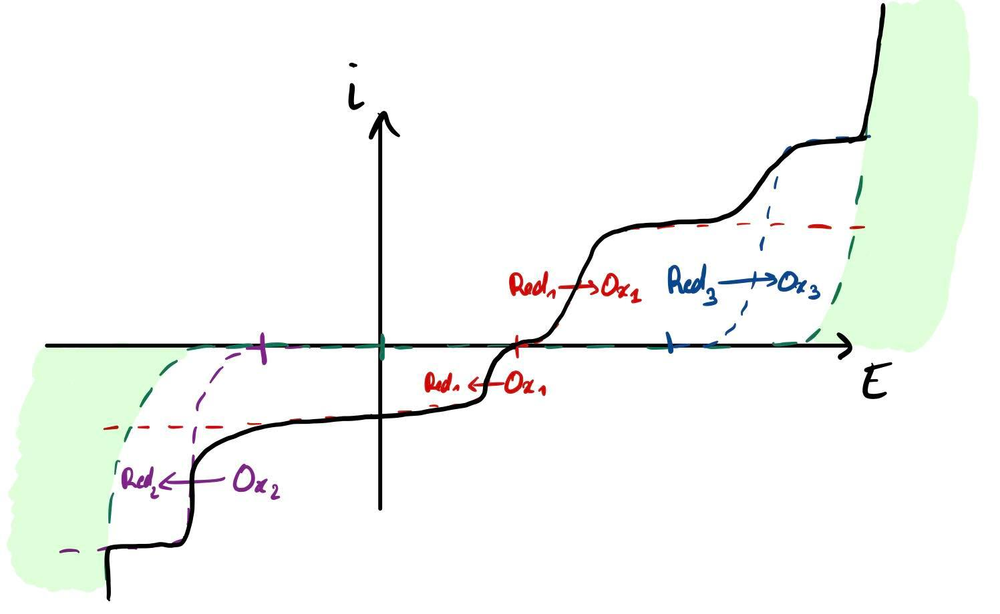 i
Red₁ → Ox₁
Red₃ → Ox₃
E
Red₁ ← Ox₁
Red₂ ← Ox₂